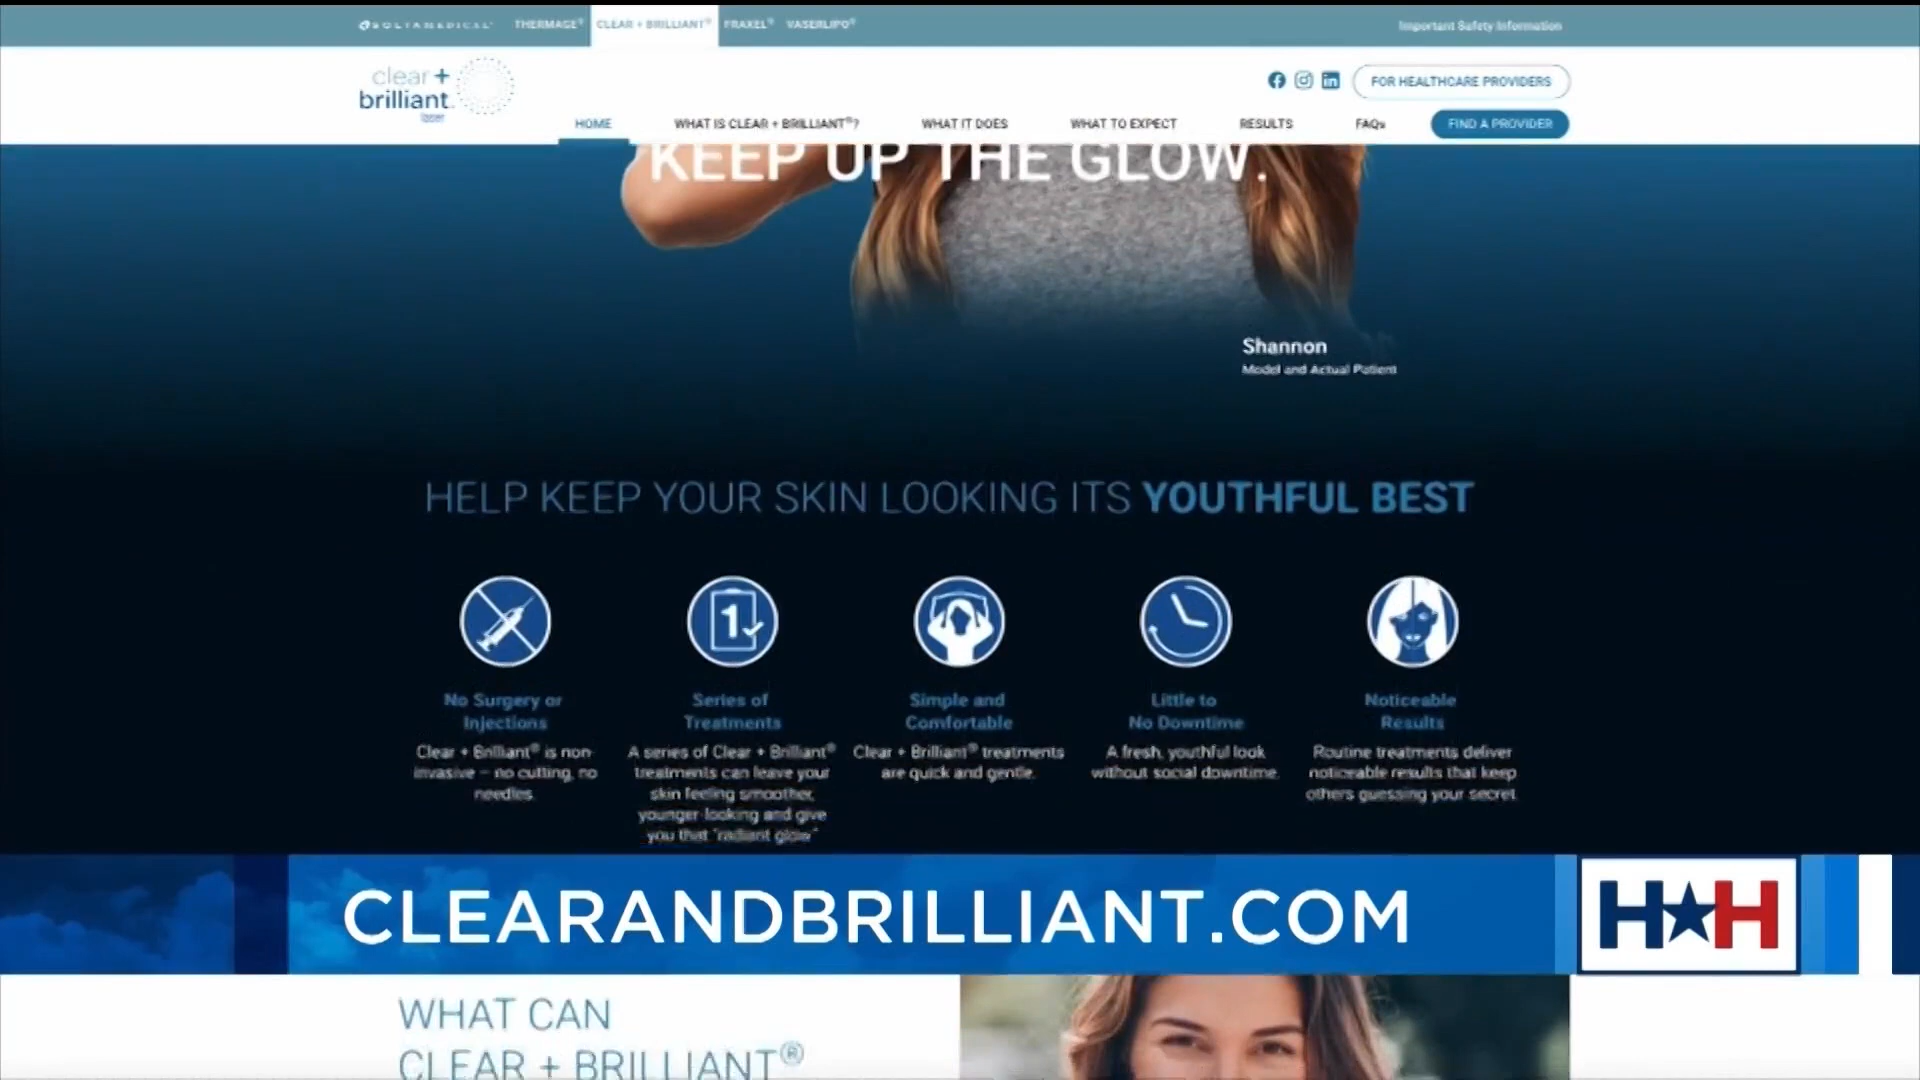 SOLTAMEDICAL THERMAGE® CLEAR + BRILLIANT® FRAXEL® VASERLIPO® Important Safety Information
clear +
brilliant.
laser
FOR HEALTHCARE PROVIDERS
HOME WHAT IS CLEAR + BRILLIANT®? WHAT IT DOES WHAT TO EXPECT RESULTS FAQs FIND A PROVIDER
KEEP UP THE GLOW.
Shannon
Model and Actual Patient
HELP KEEP YOUR SKIN LOOKING ITS YOUTHFUL BEST
1
No Surgery or
Injections
Clear + Brilliant® is non-
invasive – no cutting, no
needles.
Series of
Treatments
A series of Clear + Brilliant®
treatments can leave your
skin feeling smoother,
younger-looking and give
you that "radiant glow."
Simple and
Comfortable
Clear + Brilliant® treatments
are quick and gentle.
Little to
No Downtime
A fresh, youthful look
without social downtime.
Noticeable
Results
Routine treatments deliver
noticeable results that keep
others guessing your secret.
CLEARANDBRILLIANT.COM
H★H
WHAT CAN
CLEAR + BRILLIANT®